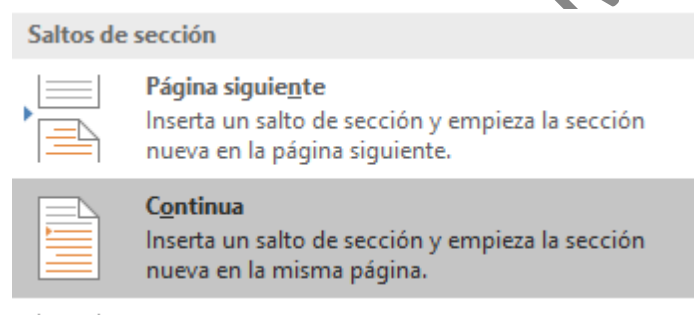 Saltos de sección
Página siguiente
Inserta un salto de sección y empieza la sección
nueva en la página siguiente.
Continua
Inserta un salto de sección y empieza la sección
nueva en la misma página.